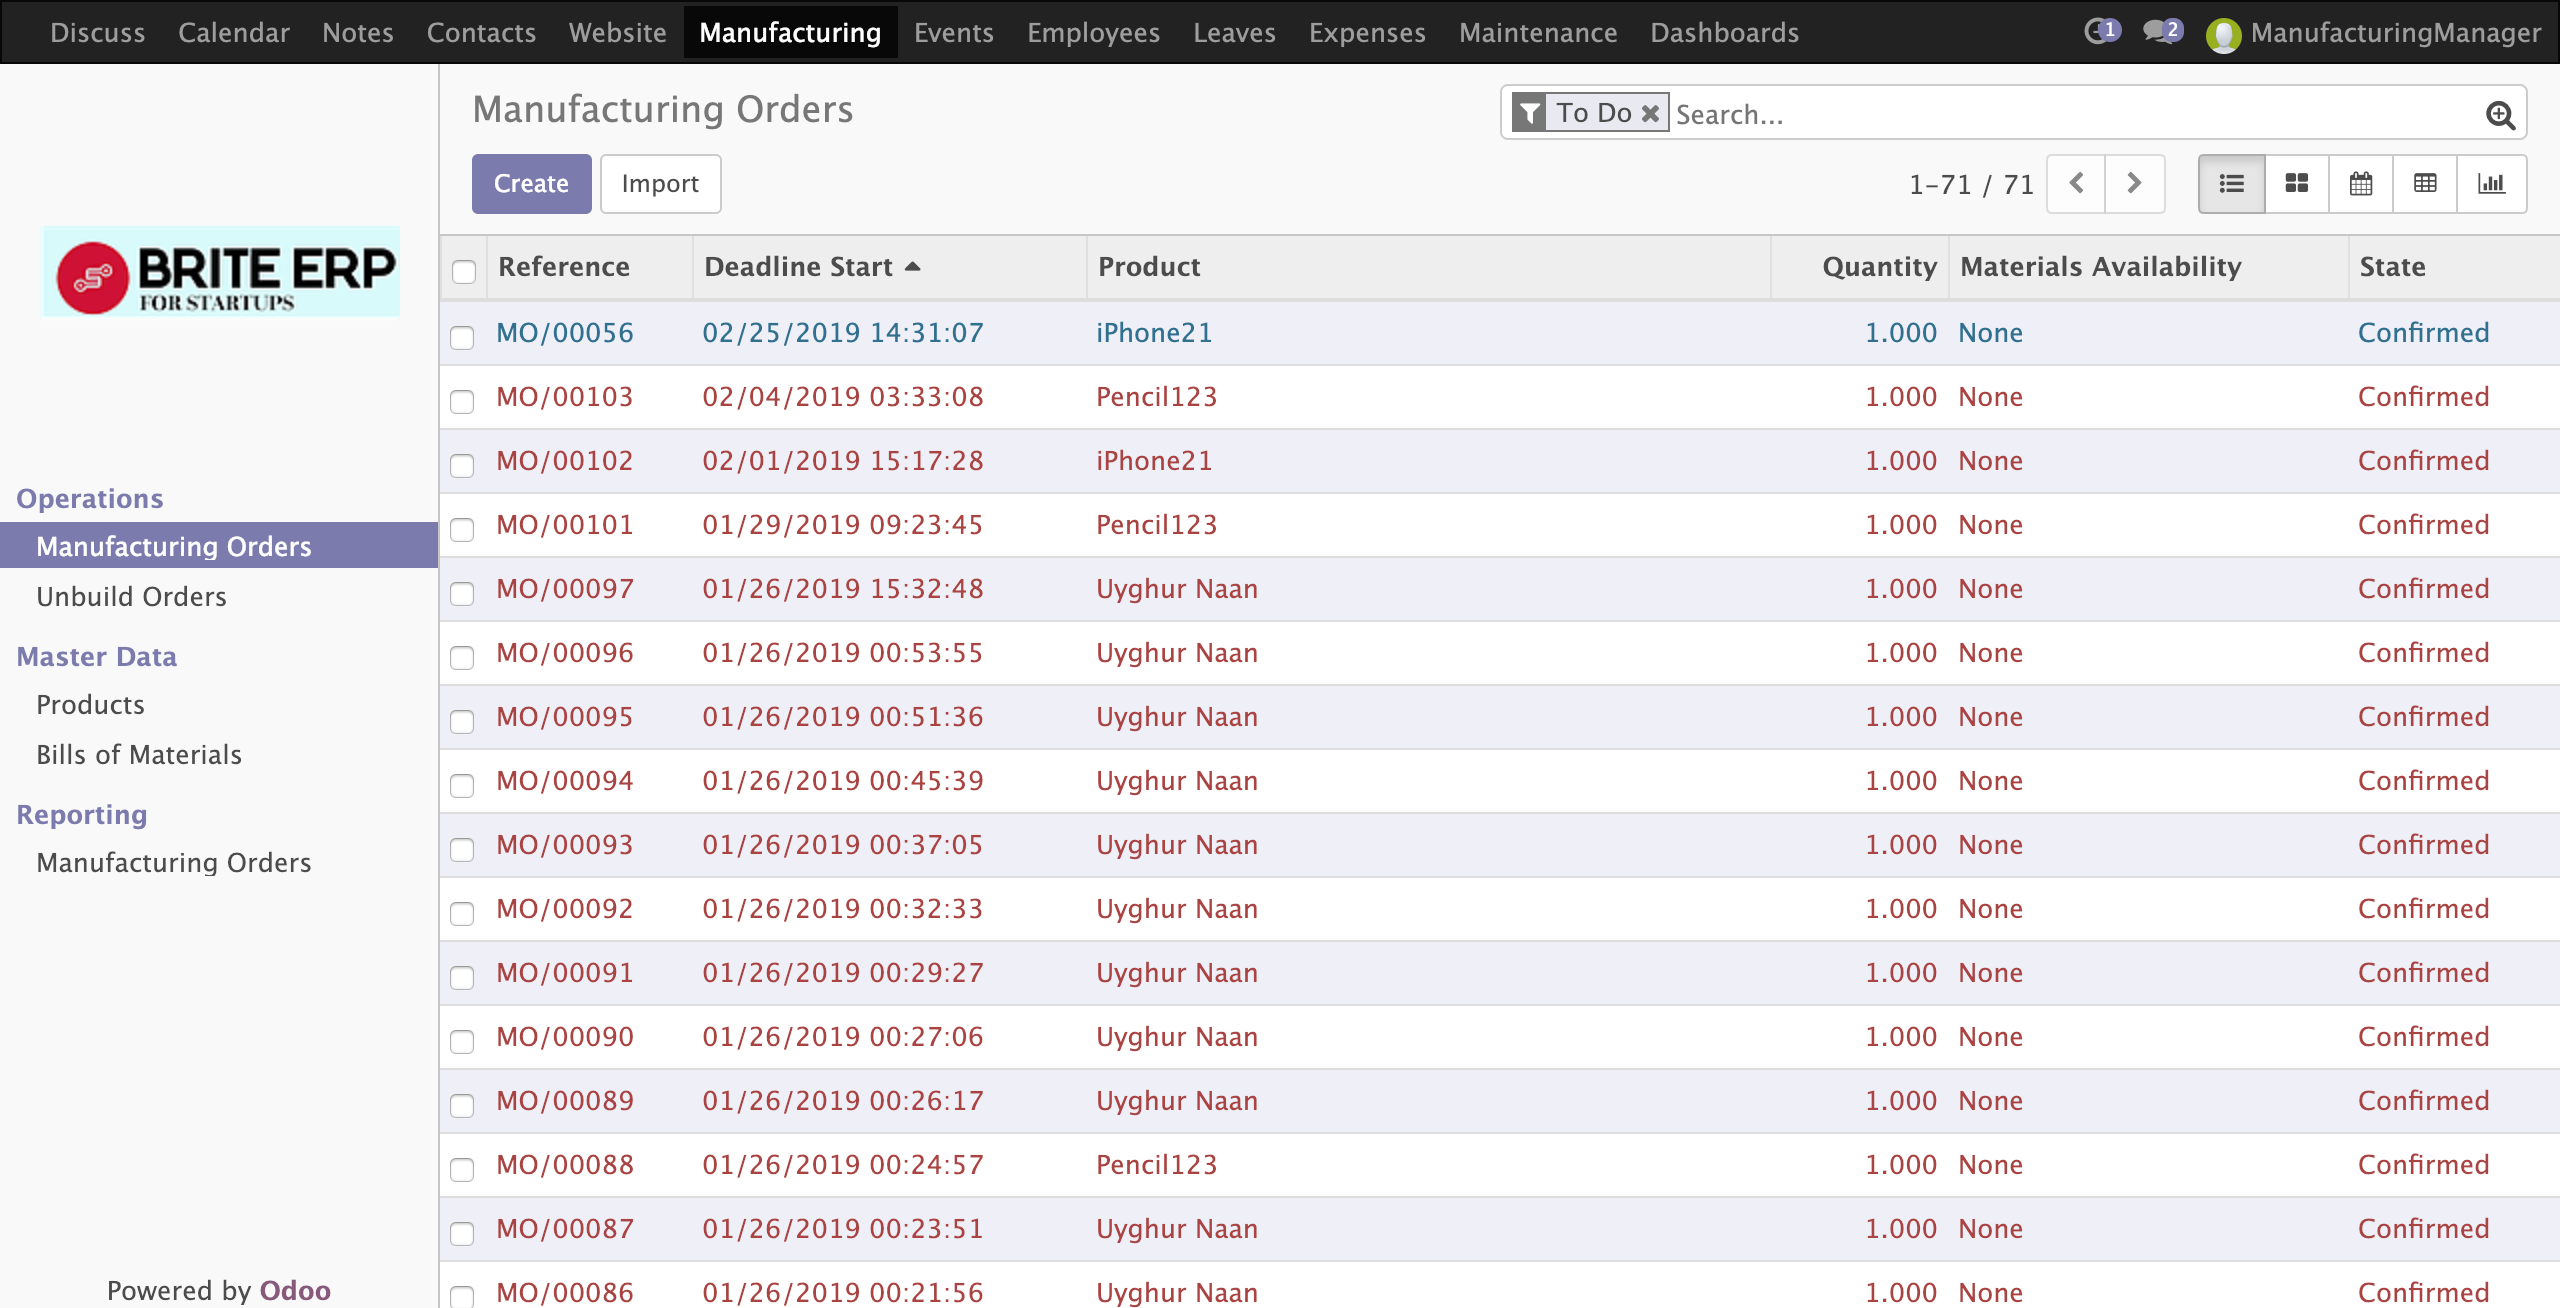 Discuss Calendar Notes Contacts Website Manufacturing Events Employees Leaves Expenses Maintenance Dashboards 1 2 ManufacturingManager
Manufacturing Orders
To Do Search...
Create Import
1-71 / 71
BRITE ERP
FOR STARTUPS
Operations
Manufacturing Orders
Unbuild Orders
Master Data
Products
Bills of Materials
Reporting
Manufacturing Orders
Powered by Odoo
Reference Deadline Start Product Quantity Materials Availability State
MO/00056 02/25/2019 14:31:07 iPhone21 1.000 None Confirmed
MO/00103 02/04/2019 03:33:08 Pencil123 1.000 None Confirmed
MO/00102 02/01/2019 15:17:28 iPhone21 1.000 None Confirmed
MO/00101 01/29/2019 09:23:45 Pencil123 1.000 None Confirmed
MO/00097 01/26/2019 15:32:48 Uyghur Naan 1.000 None Confirmed
MO/00096 01/26/2019 00:53:55 Uyghur Naan 1.000 None Confirmed
MO/00095 01/26/2019 00:51:36 Uyghur Naan 1.000 None Confirmed
MO/00094 01/26/2019 00:45:39 Uyghur Naan 1.000 None Confirmed
MO/00093 01/26/2019 00:37:05 Uyghur Naan 1.000 None Confirmed
MO/00092 01/26/2019 00:32:33 Uyghur Naan 1.000 None Confirmed
MO/00091 01/26/2019 00:29:27 Uyghur Naan 1.000 None Confirmed
MO/00090 01/26/2019 00:27:06 Uyghur Naan 1.000 None Confirmed
MO/00089 01/26/2019 00:26:17 Uyghur Naan 1.000 None Confirmed
MO/00088 01/26/2019 00:24:57 Pencil123 1.000 None Confirmed
MO/00087 01/26/2019 00:23:51 Uyghur Naan 1.000 None Confirmed
MO/00086 01/26/2019 00:21:56 Uyghur Naan 1.000 None Confirmed